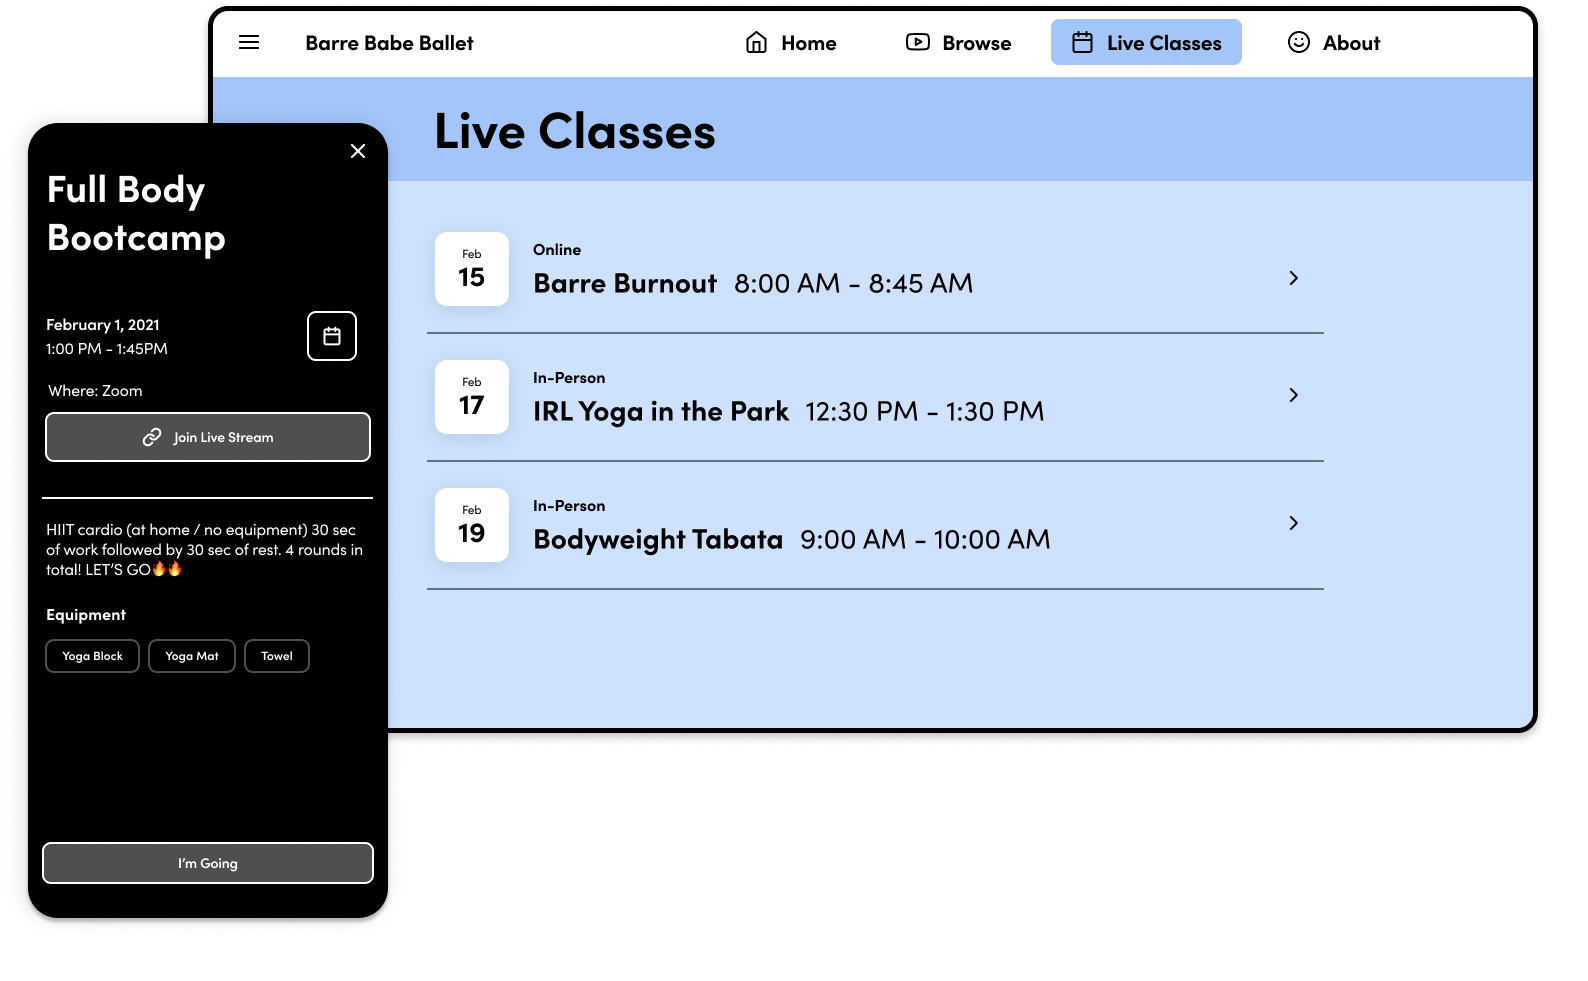 Barre Babe Ballet
Home
Browse
Live Classes
About
Live Classes
Feb
15
Online
Barre Burnout 8:00 AM - 8:45 AM
Feb
17
In-Person
IRL Yoga in the Park 12:30 PM - 1:30 PM
Feb
19
In-Person
Bodyweight Tabata 9:00 AM - 10:00 AM
Full Body
Bootcamp
February 1, 2021
1:00 PM - 1:45PM
Where: Zoom
Join Live Stream
HIIT cardio (at home / no equipment) 30 sec
of work followed by 30 sec of rest. 4 rounds in
total! LET’S GO🔥🔥
Equipment
Yoga Block
Yoga Mat
Towel
I’m Going